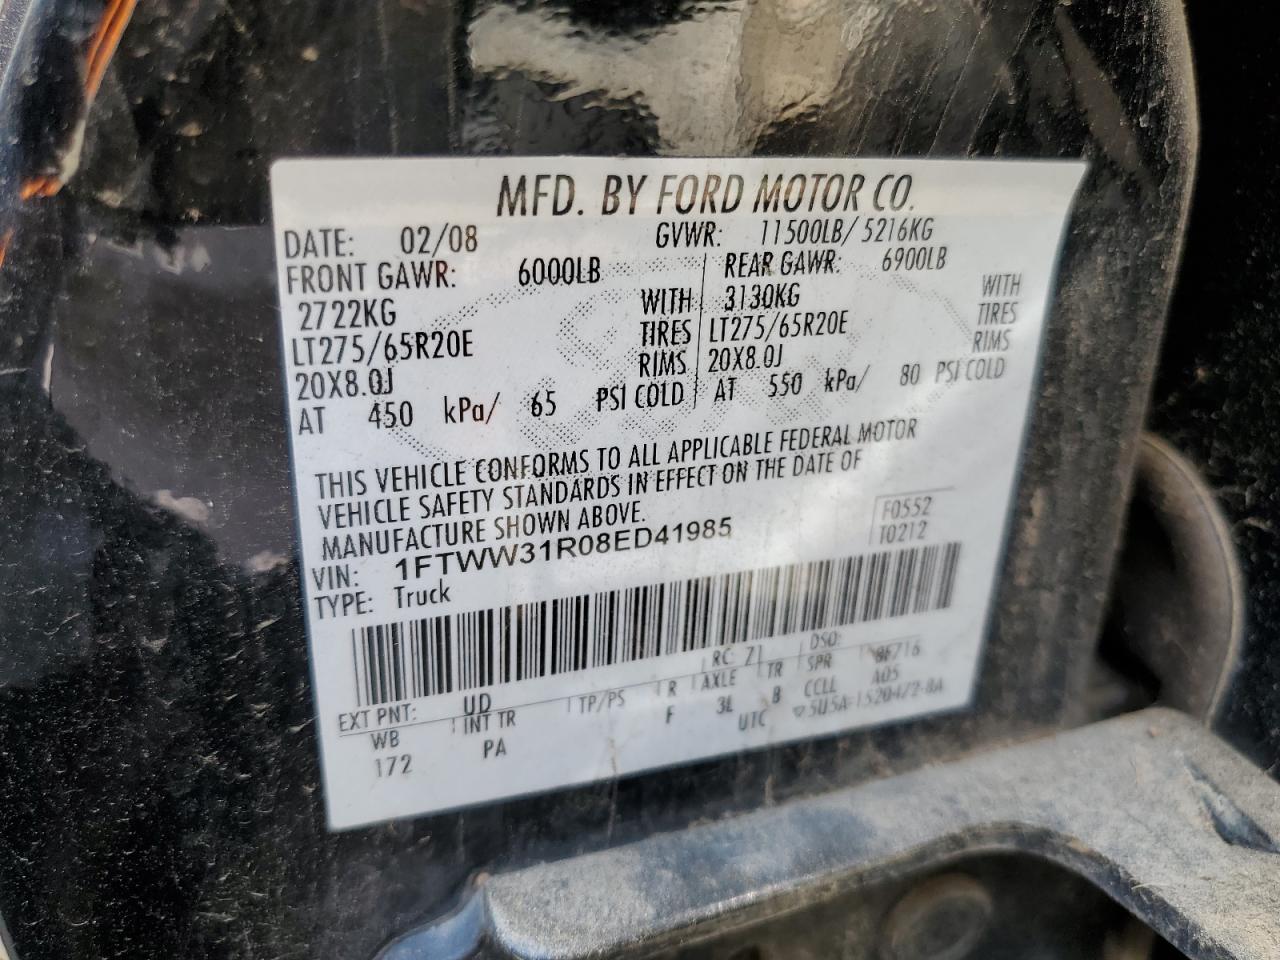 MFD. BY FORD MOTOR CO.
DATE: 02/08 GVWR: 11500LB/ 5216KG
FRONT GAWR: 6000LB REAR GAWR: 6900LB
2722KG WITH 3130KG WITH
LT275/65R20E TIRES LT275/65R20E TIRES
20X8.0J RIMS 20X8.0J RIMS
AT 450 kPa/ 65 PSI COLD AT 550 kPa/ 80 PSI COLD
THIS VEHICLE CONFORMS TO ALL APPLICABLE FEDERAL MOTOR
VEHICLE SAFETY STANDARDS IN EFFECT ON THE DATE OF
MANUFACTURE SHOWN ABOVE.
F0552
VIN: 1FTWW31R08ED41985 T0212
TYPE: Truck
EXT PNT: UD RC: 71 DSO: 8F716
WB INT TR TP/PS R AXLE TR SPR A05
172 PA F 3L B CCLL
UTC